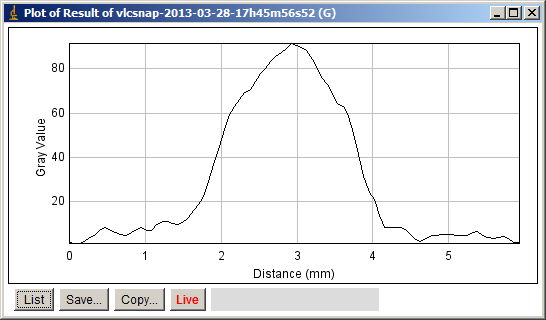 Plot of Result of vlcsnap-2013-03-28-17h45m56s52 (G)
80
60
40
20
Gray Value
0 1 2 3 4 5
Distance (mm)
List Save... Copy... Live